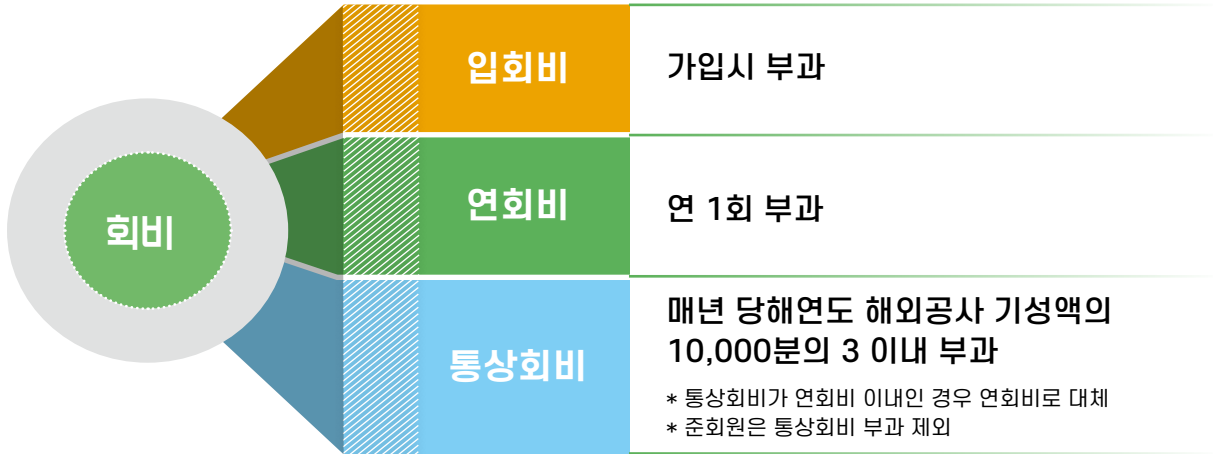 회비
입회비
가입시 부과
연회비
연 1회 부과
통상회비
매년 당해연도 해외공사 기성액의
10,000분의 3 이내 부과
* 통상회비가 연회비 이내인 경우 연회비로 대체
* 준회원은 통상회비 부과 제외